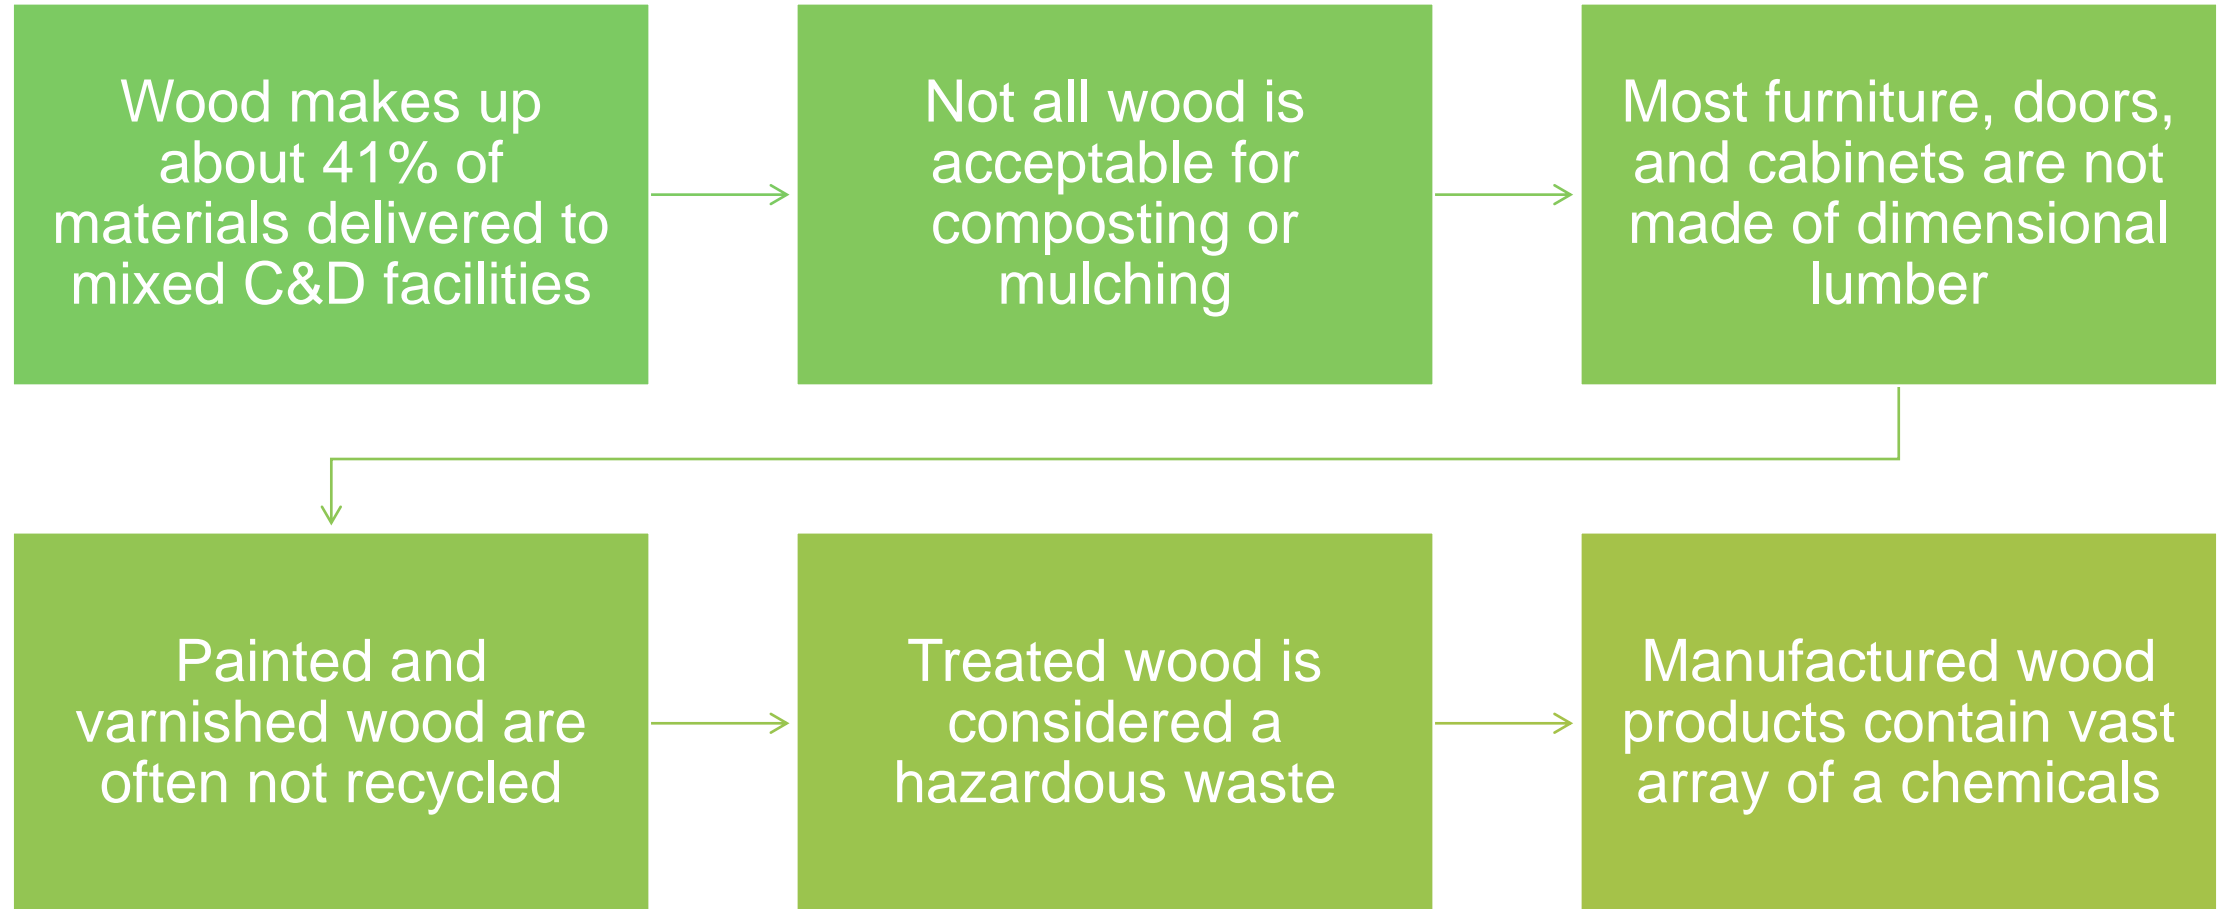 Wood makes up
about 41% of
materials delivered to
mixed C&D facilities
Not all wood is
acceptable for
composting or
mulching
Most furniture, doors,
and cabinets are not
made of dimensional
lumber
Painted and
varnished wood are
often not recycled
Treated wood is
considered a
hazardous waste
Manufactured wood
products contain vast
array of a chemicals